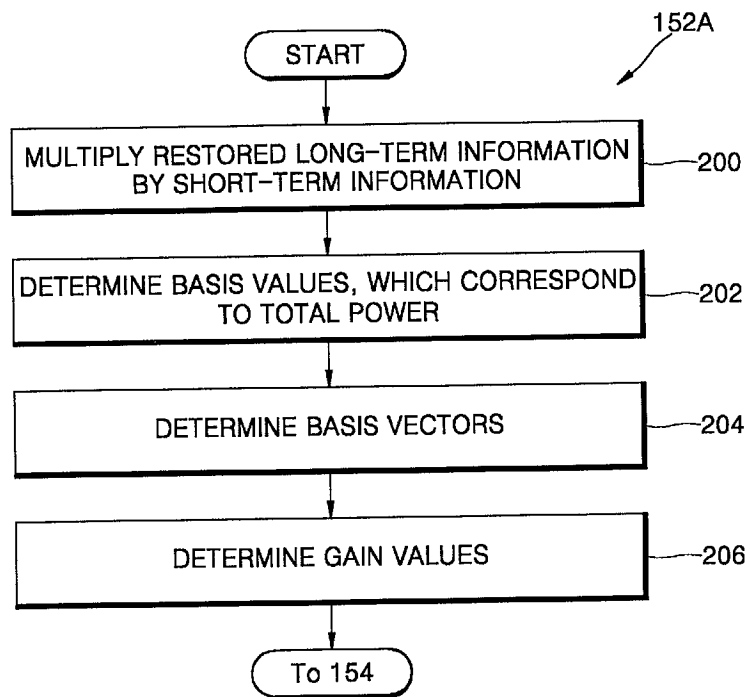 152A
START
MULTIPLY RESTORED LONG-TERM INFORMATION
BY SHORT-TERM INFORMATION
200
DETERMINE BASIS VALUES, WHICH CORRESPOND
TO TOTAL POWER
202
DETERMINE BASIS VECTORS
204
DETERMINE GAIN VALUES
206
To 154